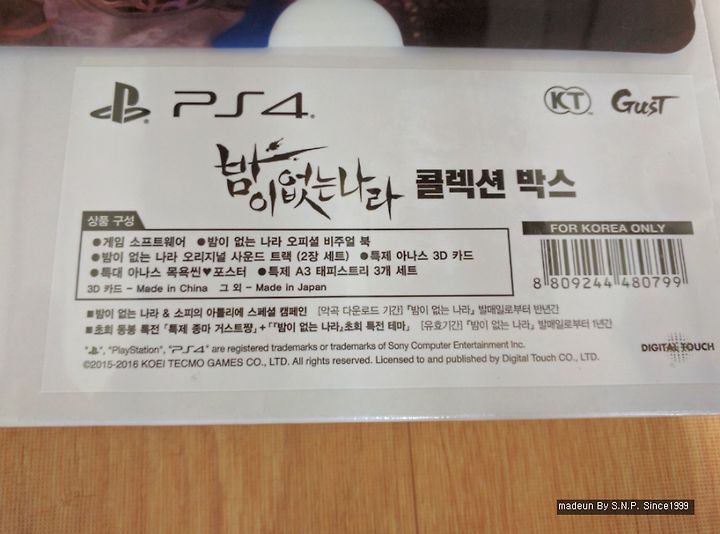 PS4
KT GUST
밤이 없는 나라 콜렉션 박스
상품 구성
●게임 소프트웨어 ●밤이 없는 나라 오피셜 비주얼 북
●밤이 없는 나라 오리지널 사운드 트랙 (2장 세트) ●특제 아나스 3D 카드
●특대 아나스 목욕씬♥포스터 ●특제 A3 태피스트리 3개 세트
3D 카드 - Made in China 그 외 - Made in Japan
FOR KOREA ONLY
8 809244 480799
■밤이 없는 나라 & 소피의 아틀리에 스페셜 캠페인 [악곡 다운로드 기간] 『밤이 없는 나라』 발매일로부터 반년간
■초회 동봉 특전 「특제 종마 거스트쨩」 + 「『밤이 없는 나라』초회 특전 테마」 [유효기간] 『밤이 없는 나라』 발매일로부터 1년간
" ", "PlayStation", "PS4" are registered trademarks or trademarks of Sony Computer Entertainment Inc.
©2015-2016 KOEI TECMO GAMES CO., LTD. All rights reserved. Licensed to and published by Digital Touch CO., LTD.
DIGITAL TOUCH
madeun By S.N.P. Since1999